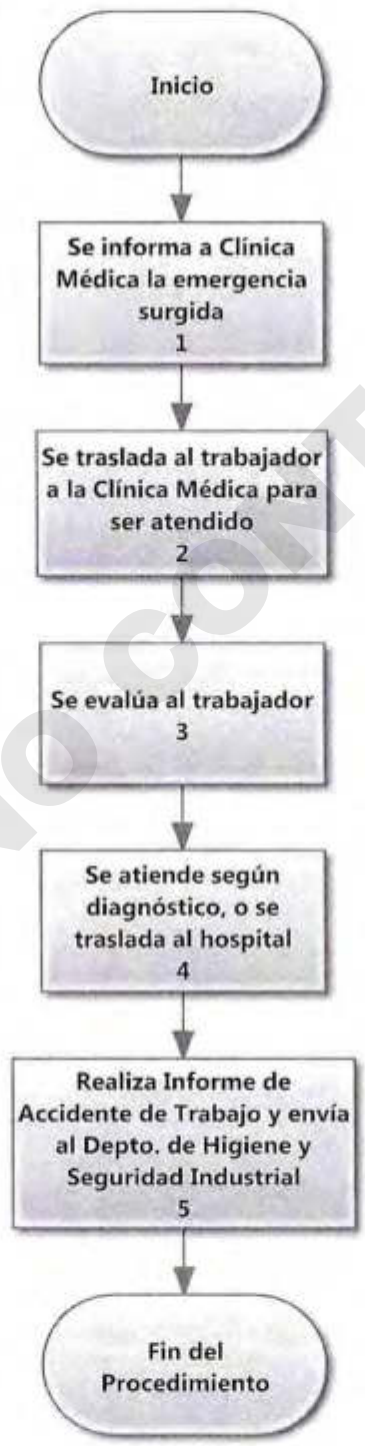 Inicio
Se informa a Clínica
Médica la emergencia
surgida
1
Se traslada al trabajador
a la Clínica Médica para
ser atendido
2
Se evalúa al trabajador
3
Se atiende según
diagnóstico, o se
traslada al hospital
4
Realiza Informe de
Accidente de Trabajo y envía
al Depto. de Higiene y
Seguridad Industrial
5
Fin del
Procedimiento
NO CONT